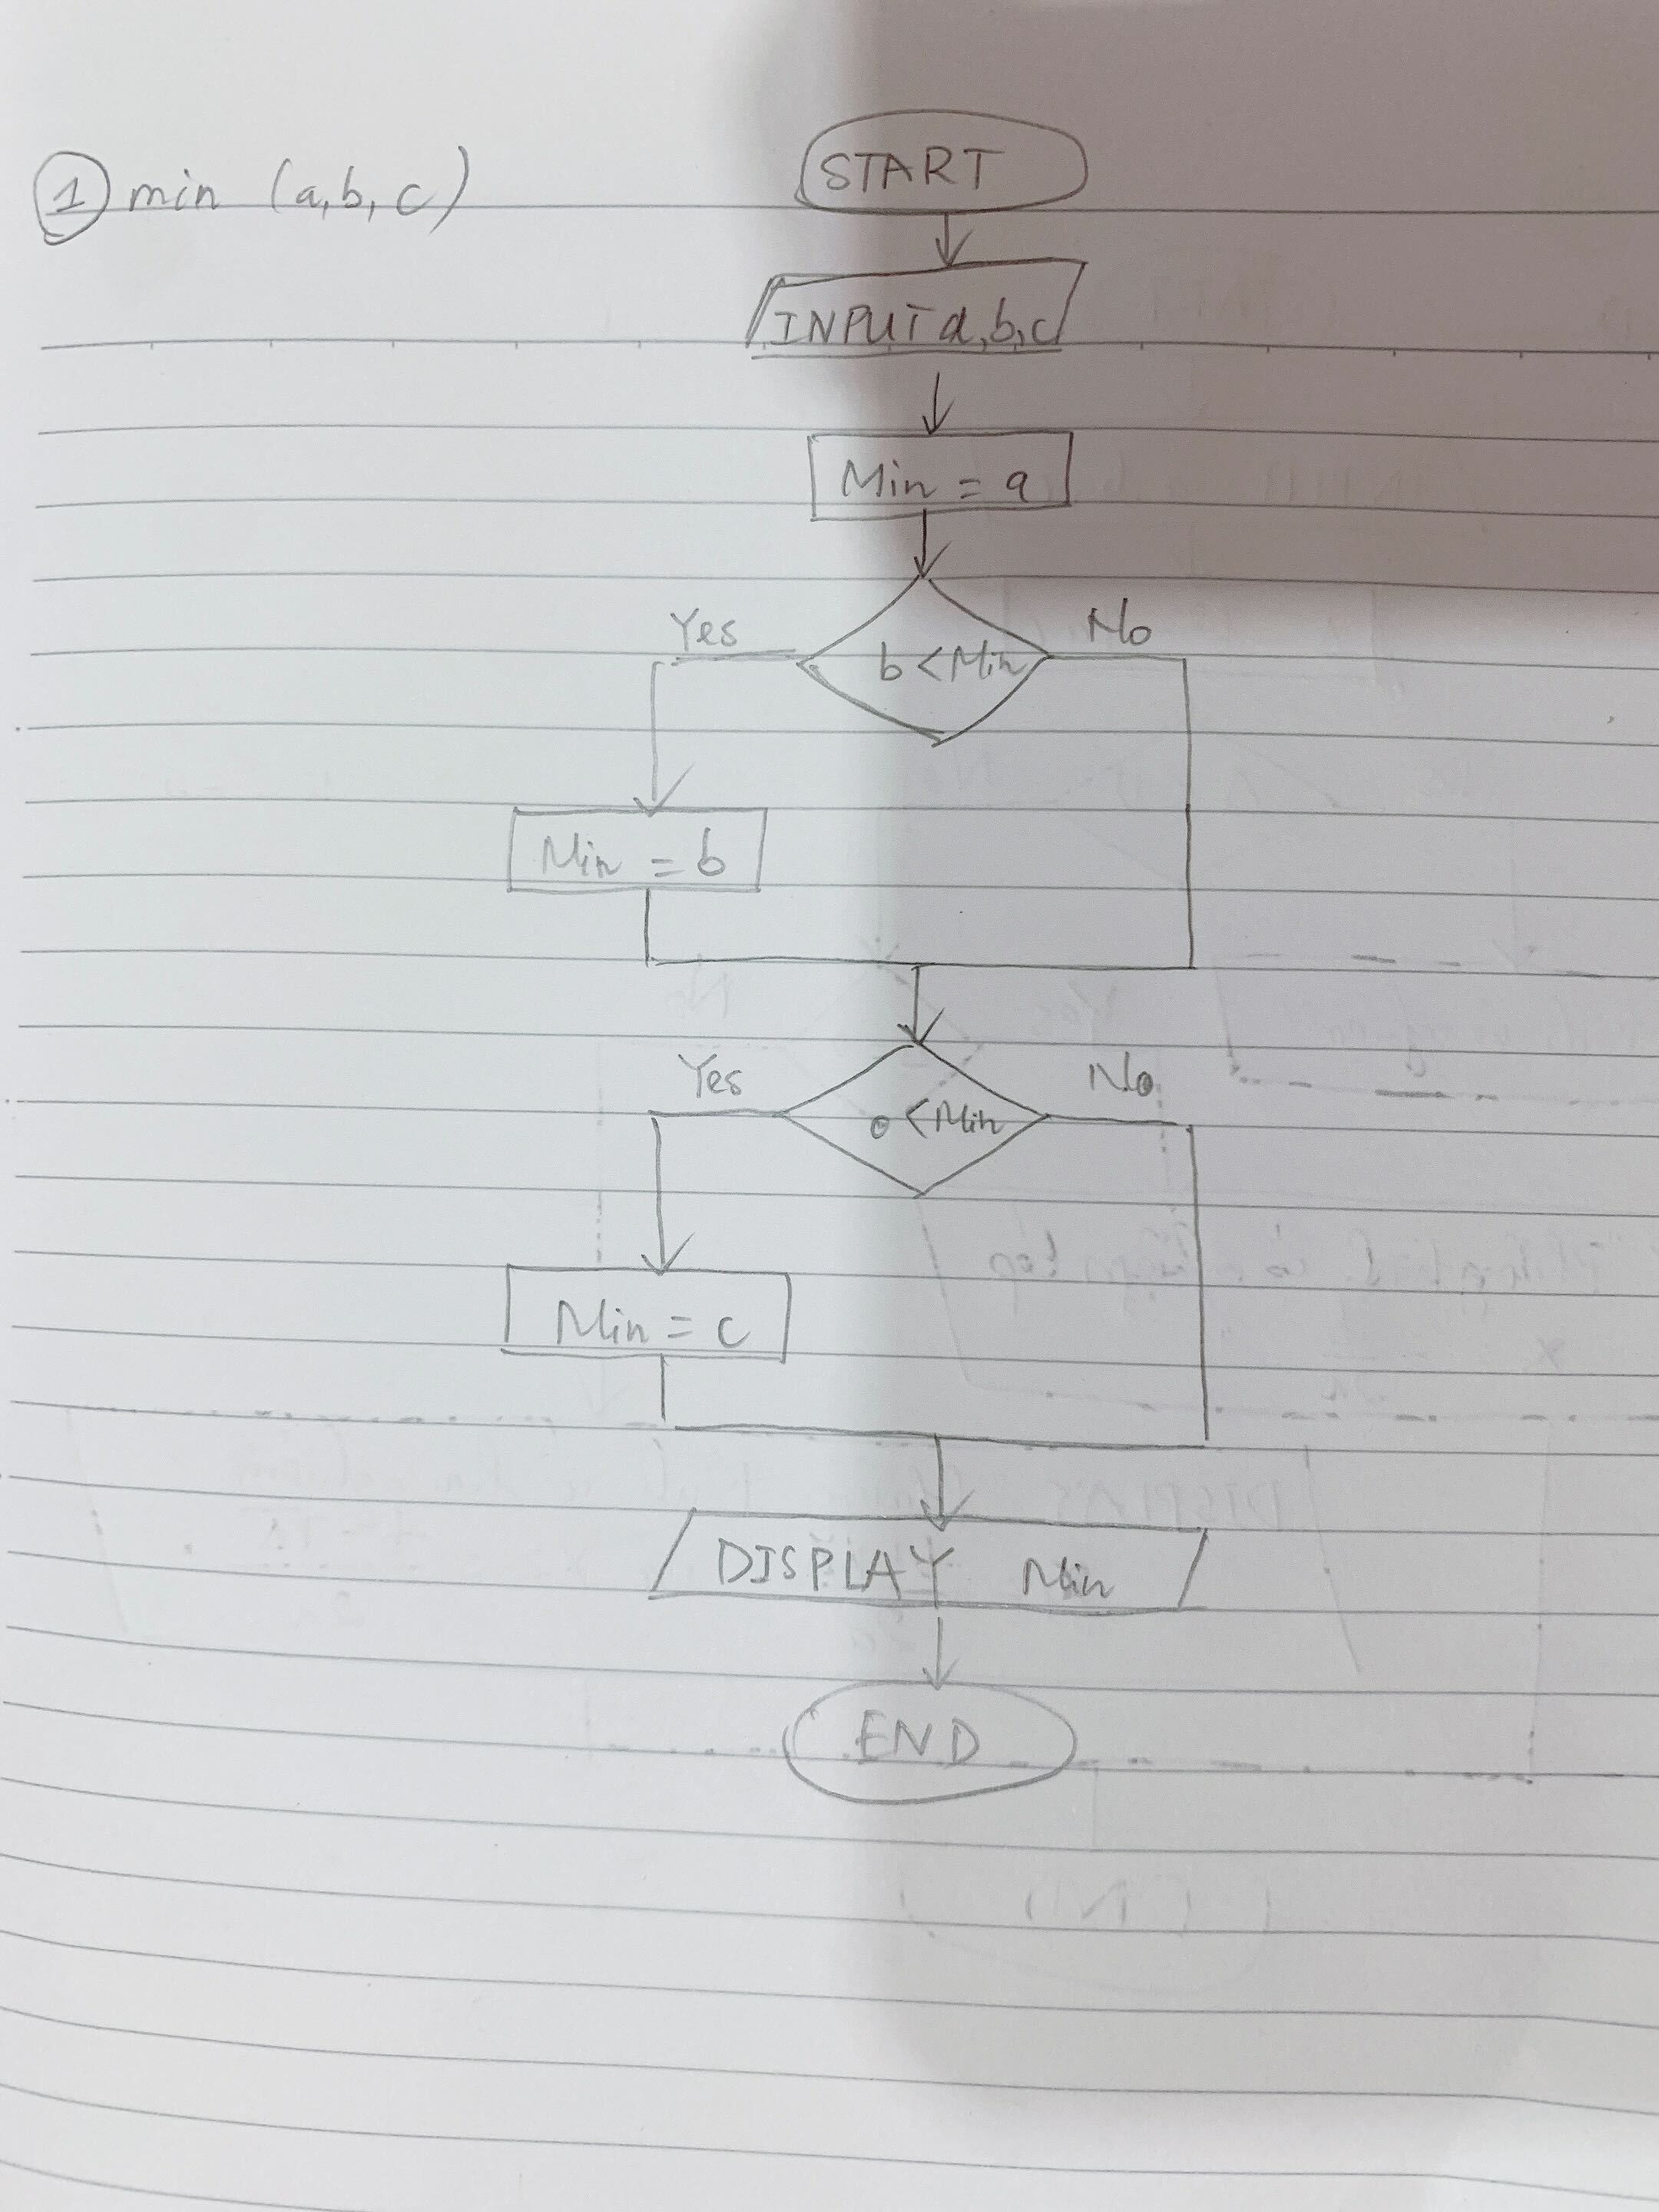 ① min (a,b,c)
START
INPUT a,b,c
Min = a
Yes
No
b < Min
Min = b
Yes
No
c < Min
Min = c
DISPLAY Min
END